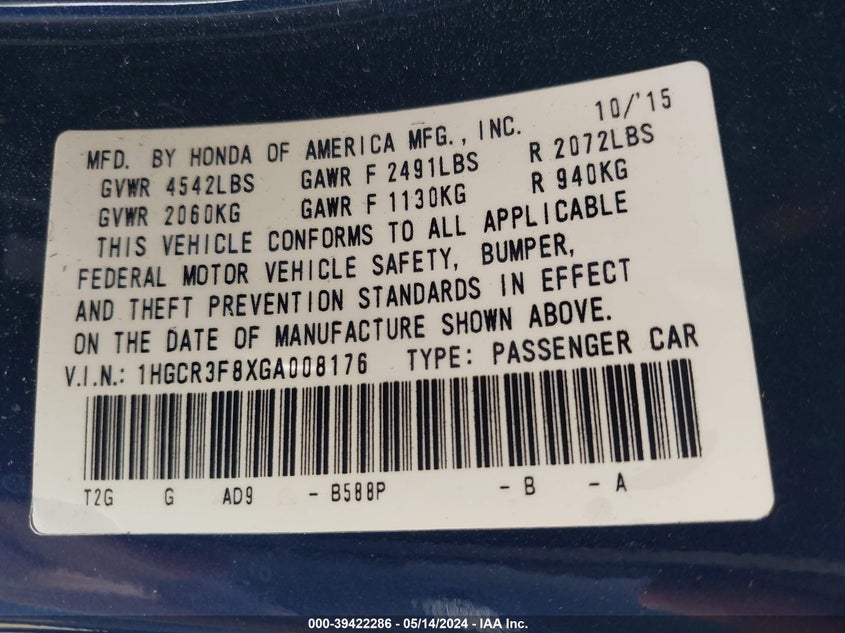 10/'15
MFD. BY HONDA OF AMERICA MFG., INC.
GVWR 4542LBS GAWR F 2491LBS R 2072LBS
GVWR 2060KG GAWR F 1130KG R 940KG
THIS VEHICLE CONFORMS TO ALL APPLICABLE
FEDERAL MOTOR VEHICLE SAFETY, BUMPER,
AND THEFT PREVENTION STANDARDS IN EFFECT
ON THE DATE OF MANUFACTURE SHOWN ABOVE.
V.I.N.: 1HGCR3F8XGA008176 TYPE: PASSENGER CAR
T2G G AD9 - B588P - B - A
000-39422286 - 05/14/2024 - IAA Inc.